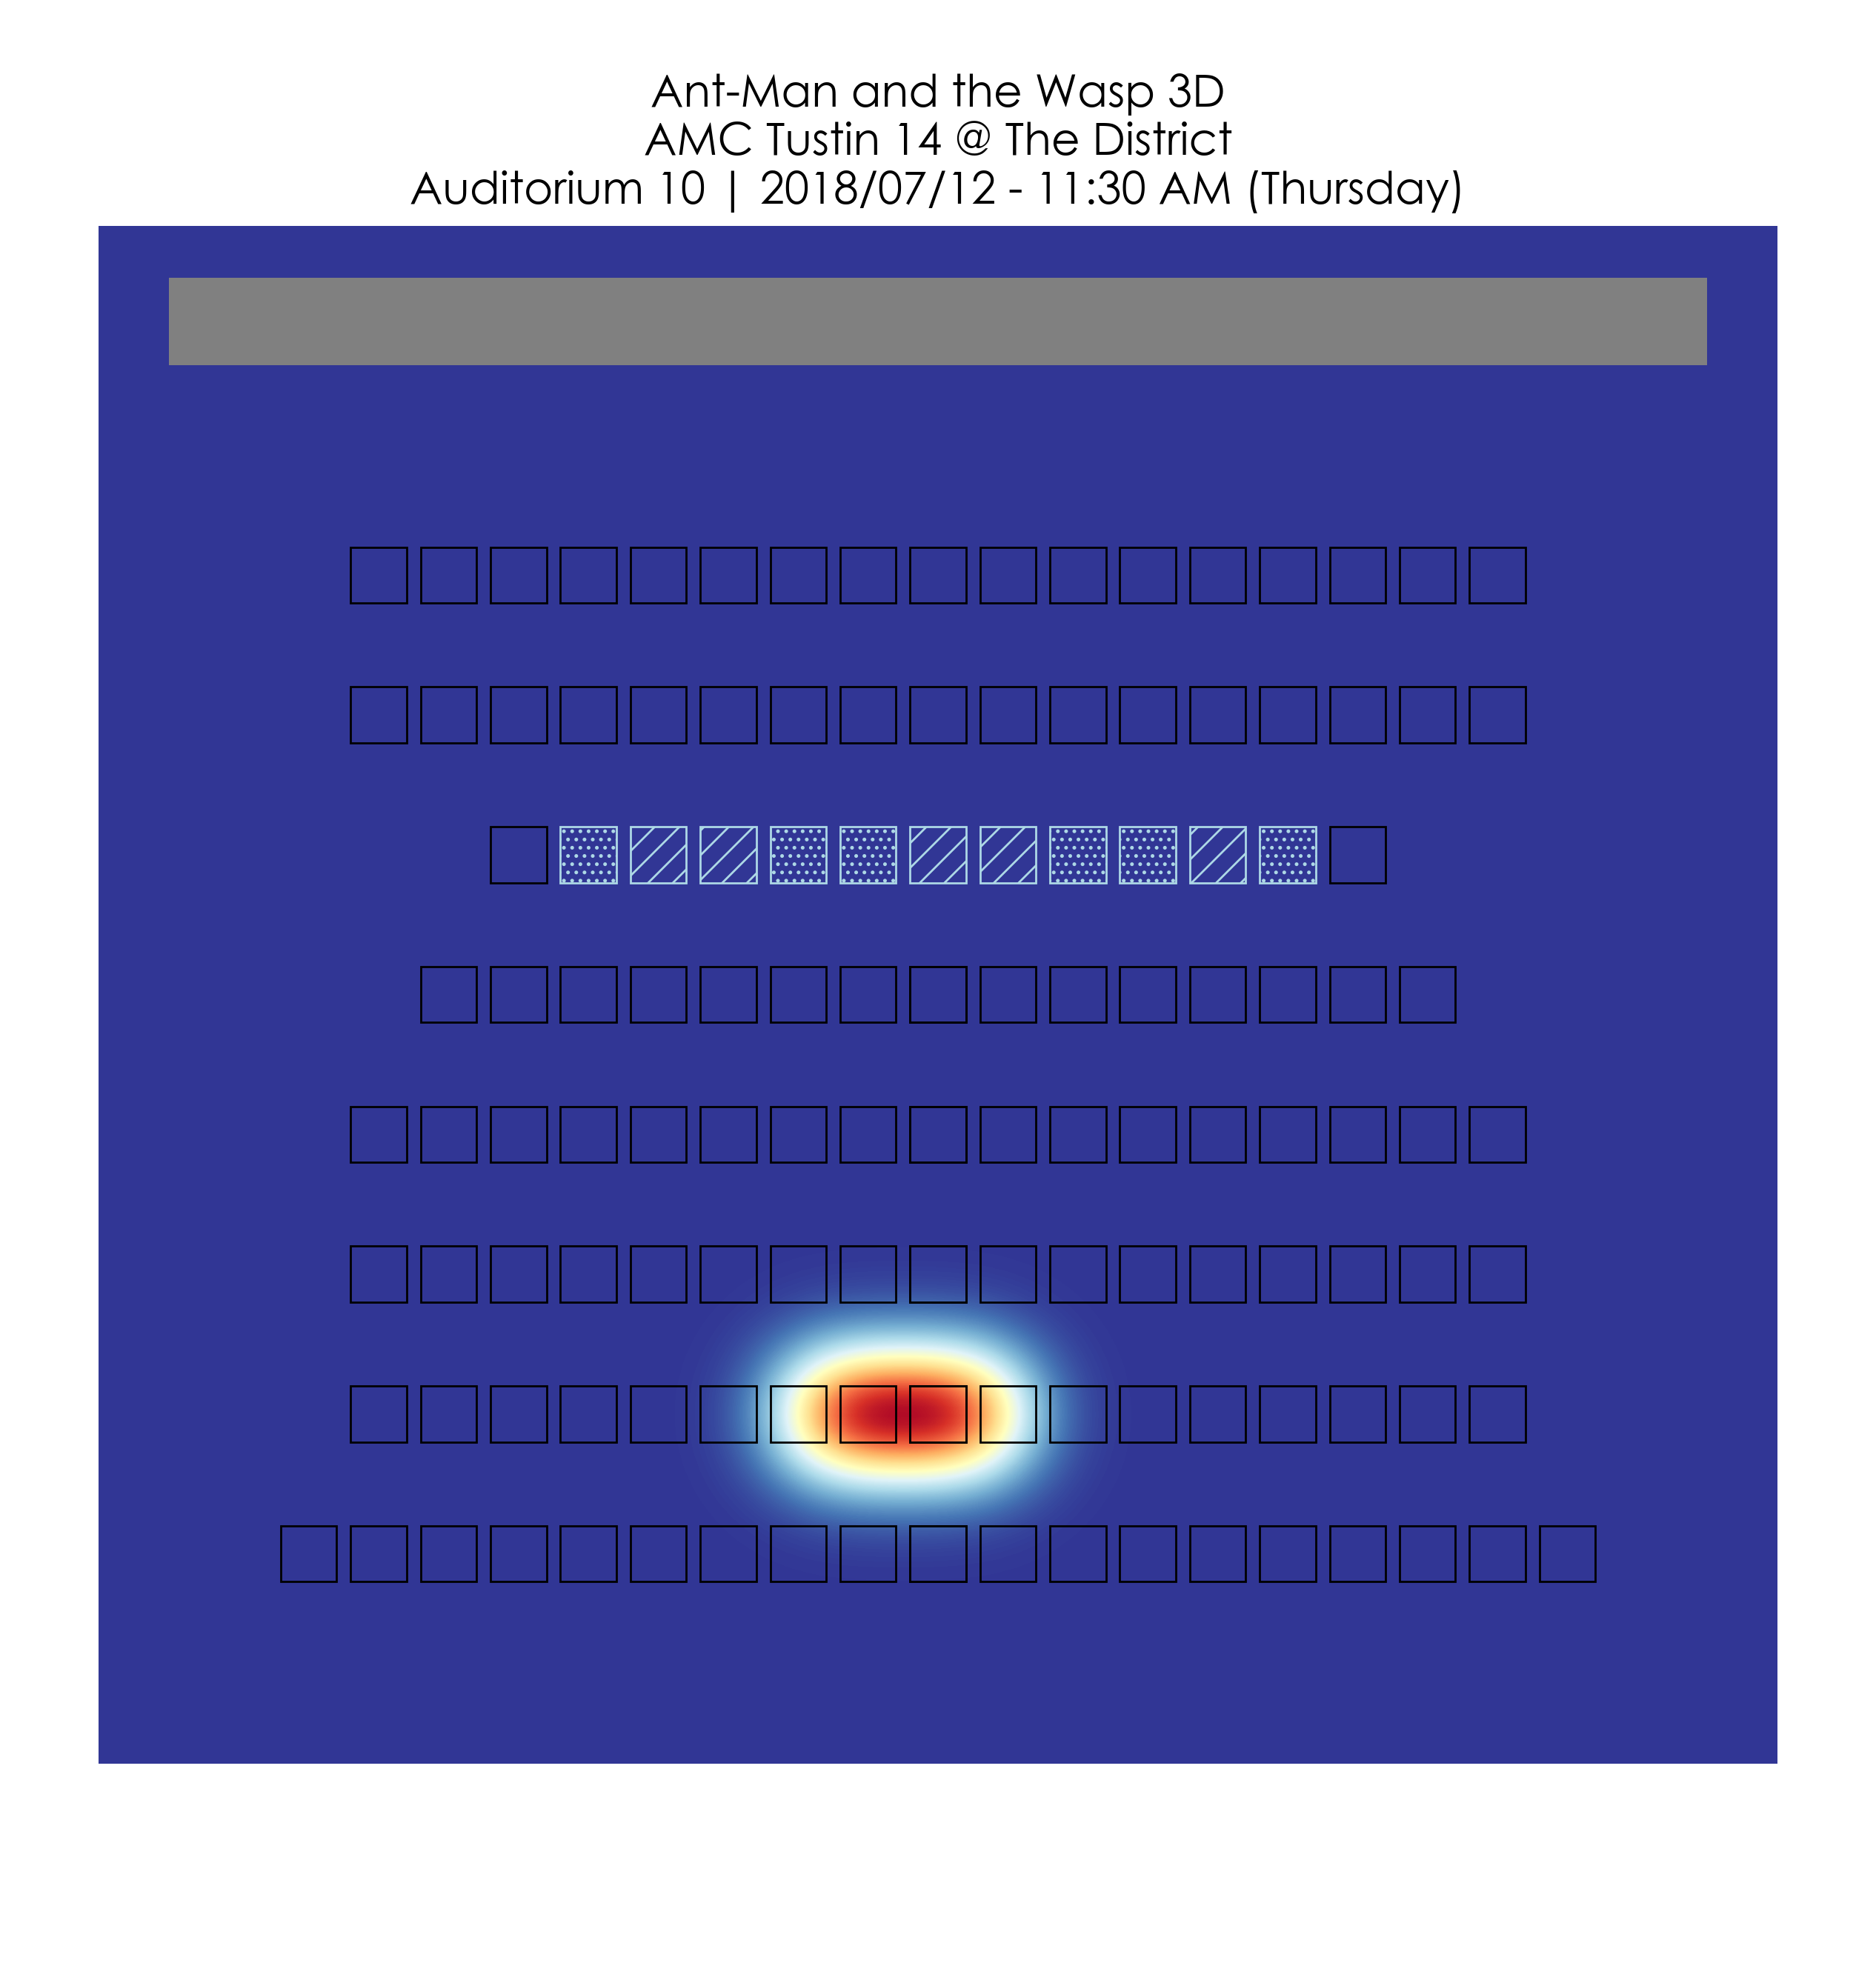 Ant-Man and the Wasp 3D
AMC Tustin 14 @ The District
Auditorium 10 | 2018/07/12 - 11:30 AM (Thursday)